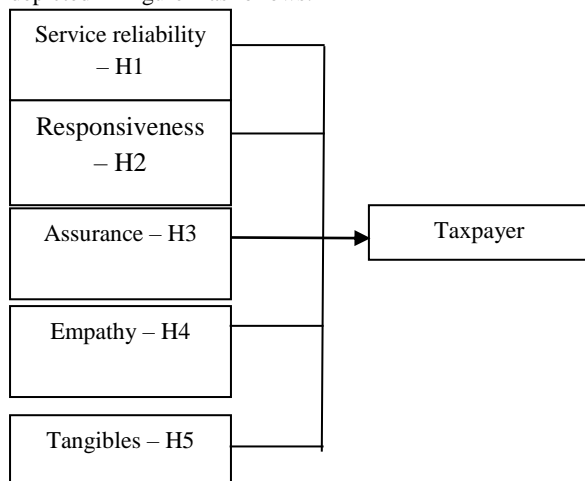 Service reliability
– H1
Responsiveness
– H2
Assurance – H3
Taxpayer
Empathy – H4
Tangibles – H5